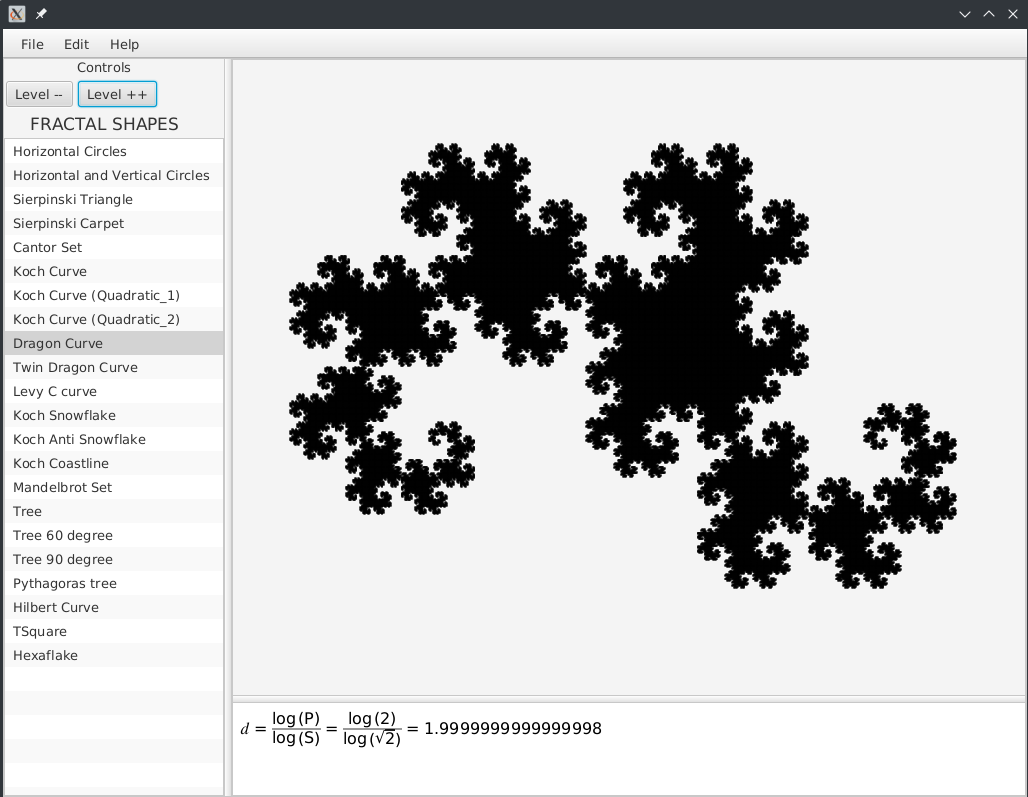 File Edit Help
Controls
Level -- Level ++
FRACTAL SHAPES
Horizontal Circles
Horizontal and Vertical Circles
Sierpinski Triangle
Sierpinski Carpet
Cantor Set
Koch Curve
Koch Curve (Quadratic_1)
Koch Curve (Quadratic_2)
Dragon Curve
Twin Dragon Curve
Levy C curve
Koch Snowflake
Koch Anti Snowflake
Koch Coastline
Mandelbrot Set
Tree
Tree 60 degree
Tree 90 degree
Pythagoras tree
Hilbert Curve
TSquare
Hexaflake
d = log(P)/log(S) = log(2)/log(√2) = 1.9999999999999998